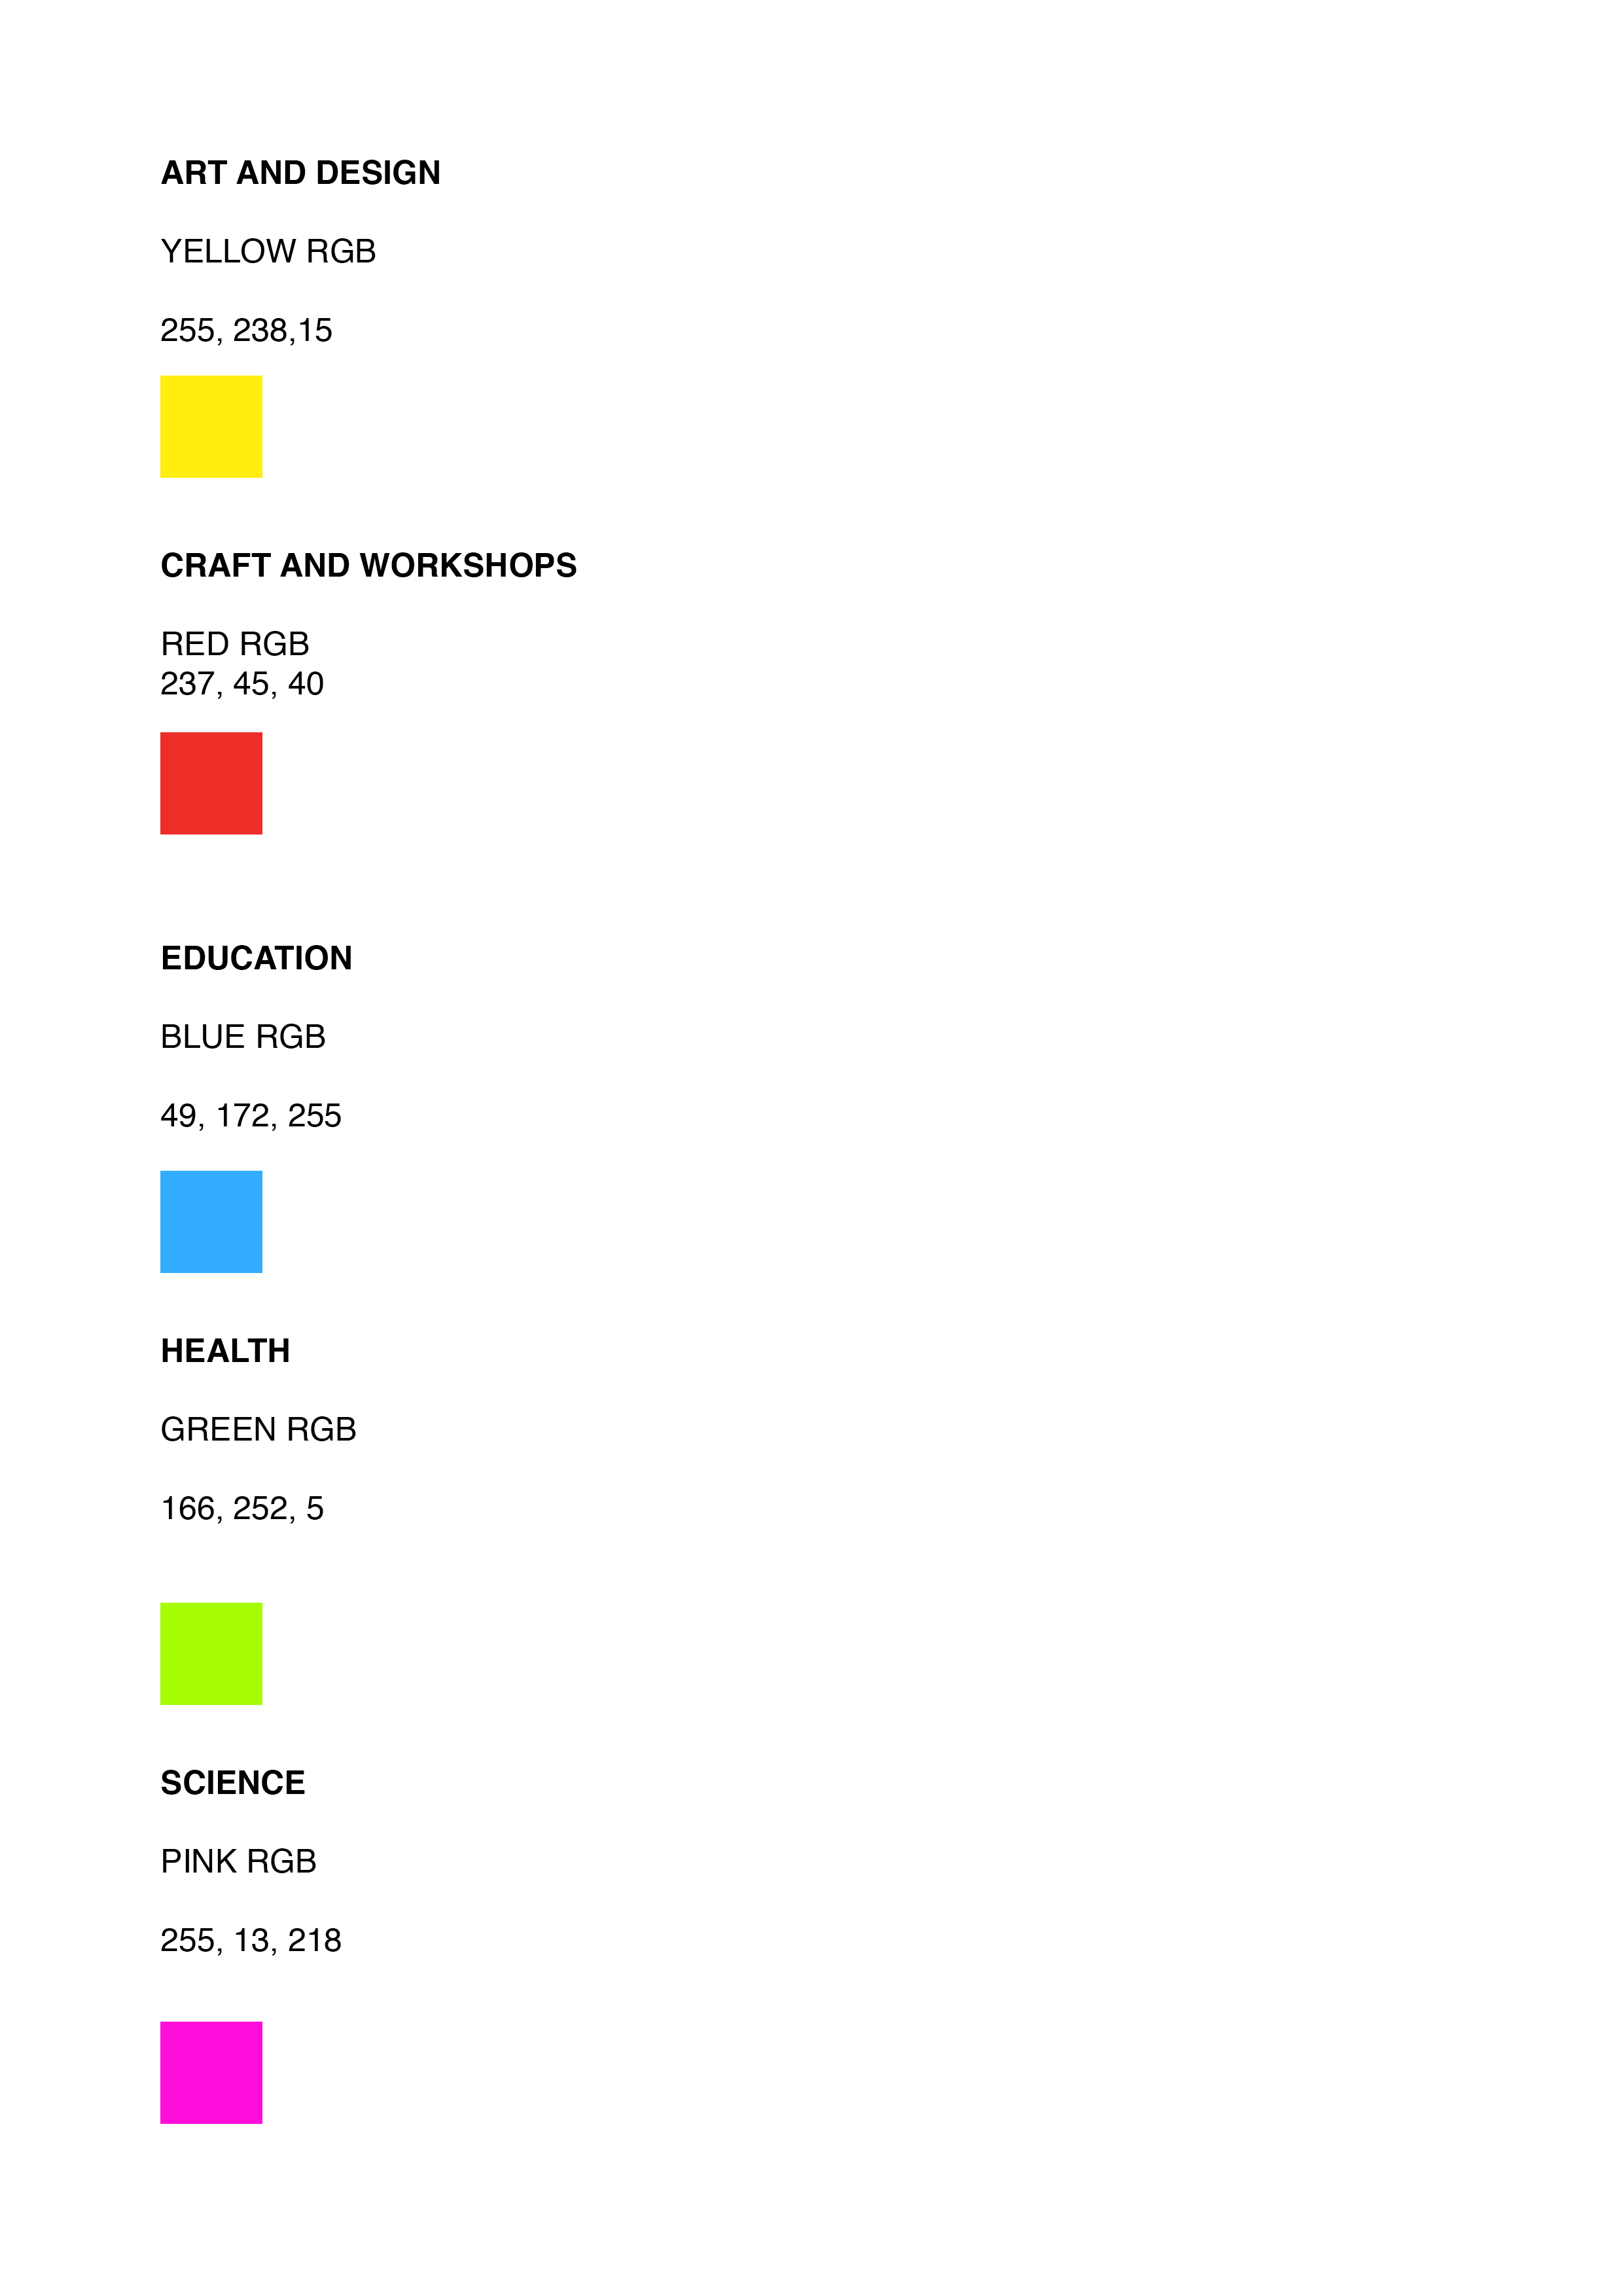 ART AND DESIGN
YELLOW RGB
255, 238,15
CRAFT AND WORKSHOPS
RED RGB
237, 45, 40
EDUCATION
BLUE RGB
49, 172, 255
HEALTH
GREEN RGB
166, 252, 5
SCIENCE
PINK RGB
255, 13, 218